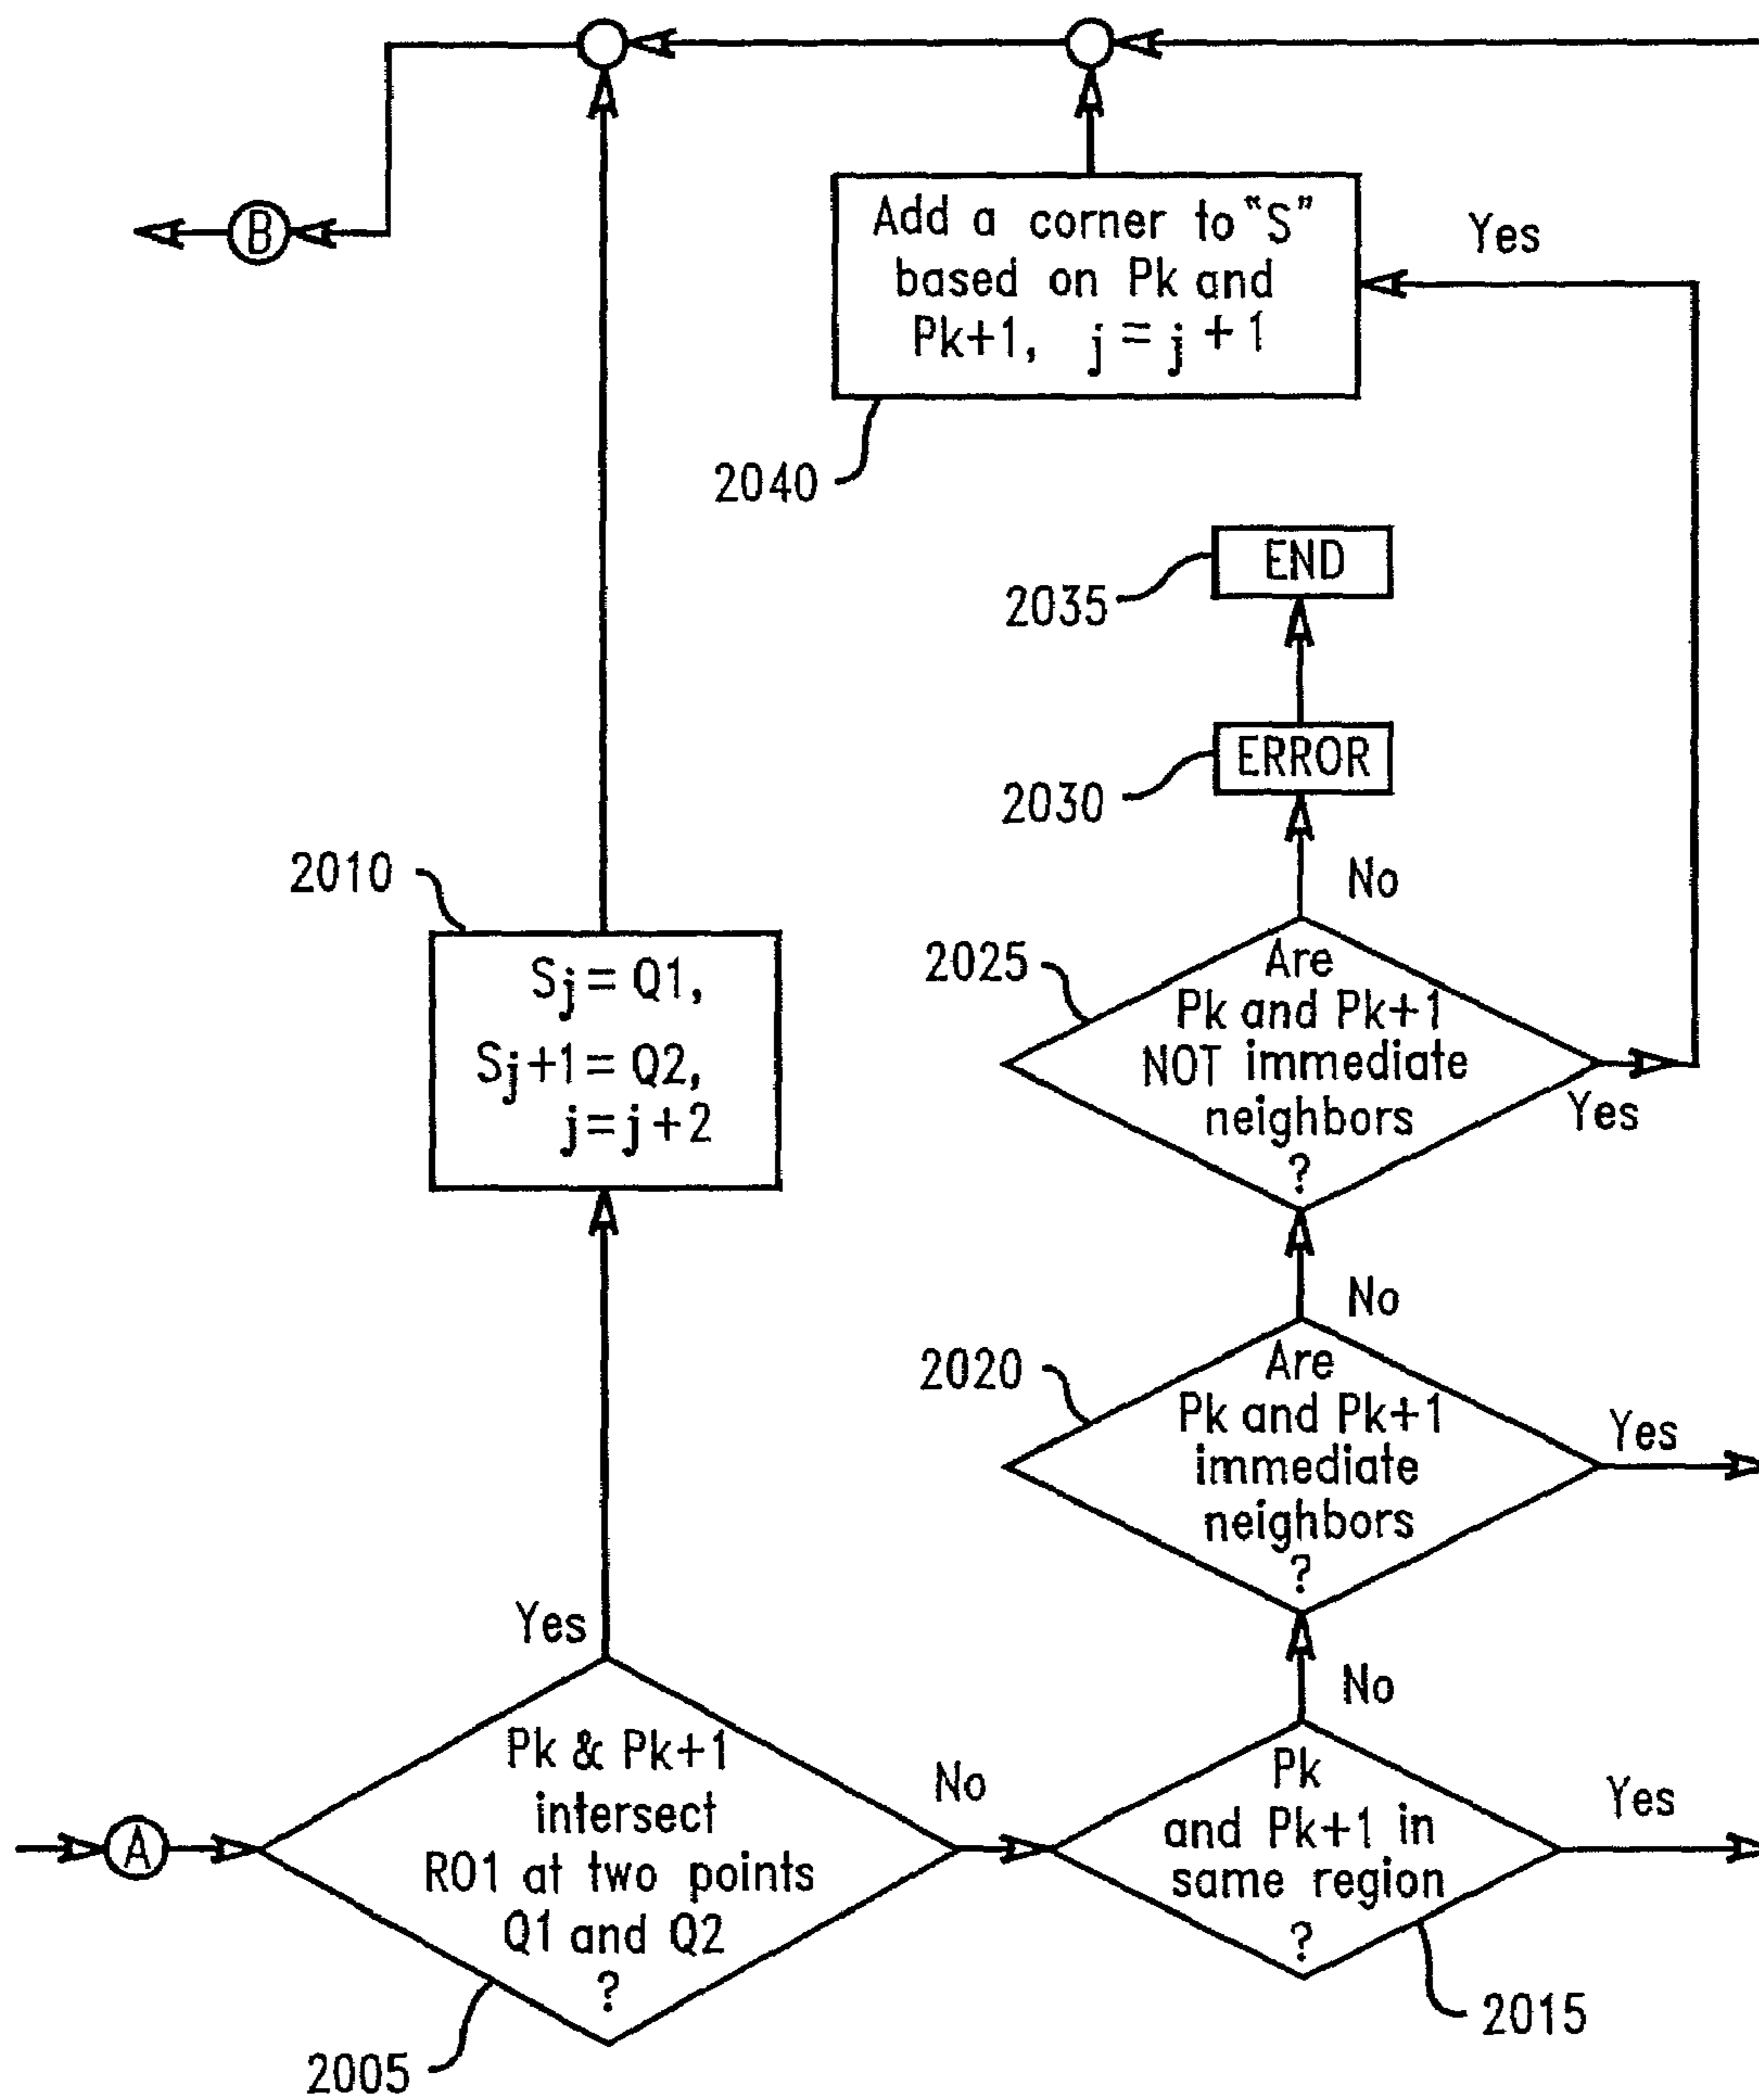 B
Add a corner to "S"
based on Pk and
Pk+1, j = j + 1
Yes
2040
END
2035
ERROR
2030
No
2010
Sj = Q1,
Sj+1 = Q2,
j=j+2
2025
Are
Pk and Pk+1
NOT immediate
neighbors
?
Yes
No
2020
Are
Pk and Pk+1
immediate
neighbors
?
Yes
Yes
No
A
Pk & Pk+1
intersect
R01 at two points
Q1 and Q2
?
No
Pk
and Pk+1 in
same region
?
Yes
2015
2005